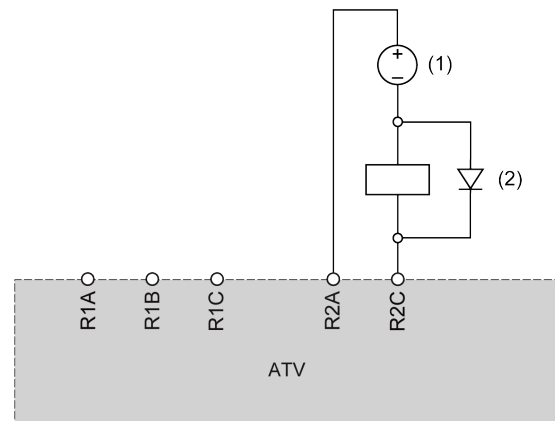 +
−
(1)
(2)
R1A
R1B
R1C
R2A
R2C
ATV